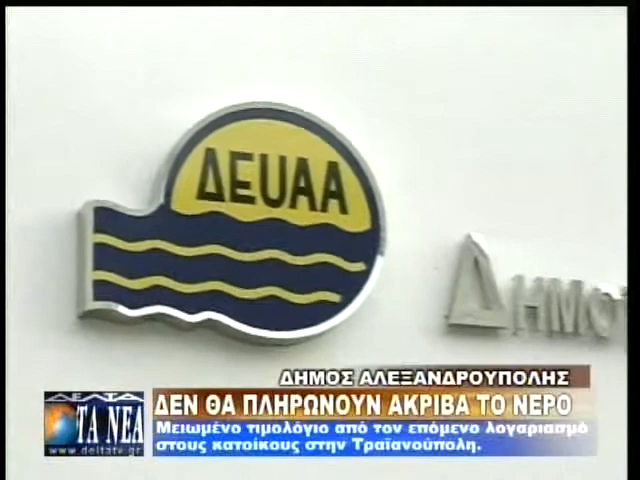 ΔΕUΑΑ
ΔΗΜΟ
ΔΗΜΟΣ ΑΛΕΞΑΝΔΡΟΥΠΟΛΗΣ
ΔΕΛΤΑ
ΤΑ ΝΕΑ
www.deltatv.gr
ΔΕΝ ΘΑ ΠΛΗΡΩΝΟΥΝ ΑΚΡΙΒΑ ΤΟ ΝΕΡΟ
Μειωμένο τιμολόγιο από τον επόμενο λογαριασμό
στους κατοίκους στην Τραϊανούπολη.